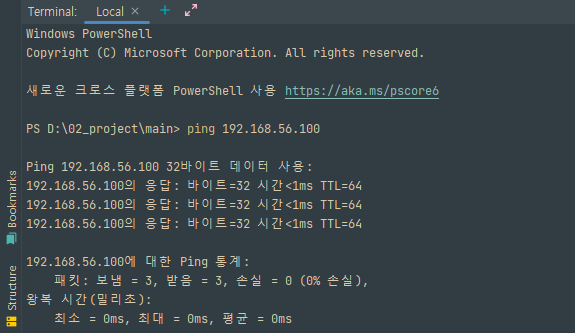 Terminal: Local × + 
Windows PowerShell
Copyright (C) Microsoft Corporation. All rights reserved.
새로운 크로스 플랫폼 PowerShell 사용 https://aka.ms/pscore6
PS D:\02_project\main> ping 192.168.56.100
Ping 192.168.56.100 32바이트 데이터 사용:
192.168.56.100의 응답: 바이트=32 시간<1ms TTL=64
192.168.56.100의 응답: 바이트=32 시간<1ms TTL=64
192.168.56.100의 응답: 바이트=32 시간<1ms TTL=64
192.168.56.100에 대한 Ping 통계:
패킷: 보냄 = 3, 받음 = 3, 손실 = 0 (0% 손실),
왕복 시간(밀리초):
최소 = 0ms, 최대 = 0ms, 평균 = 0ms
Bookmarks
Structure